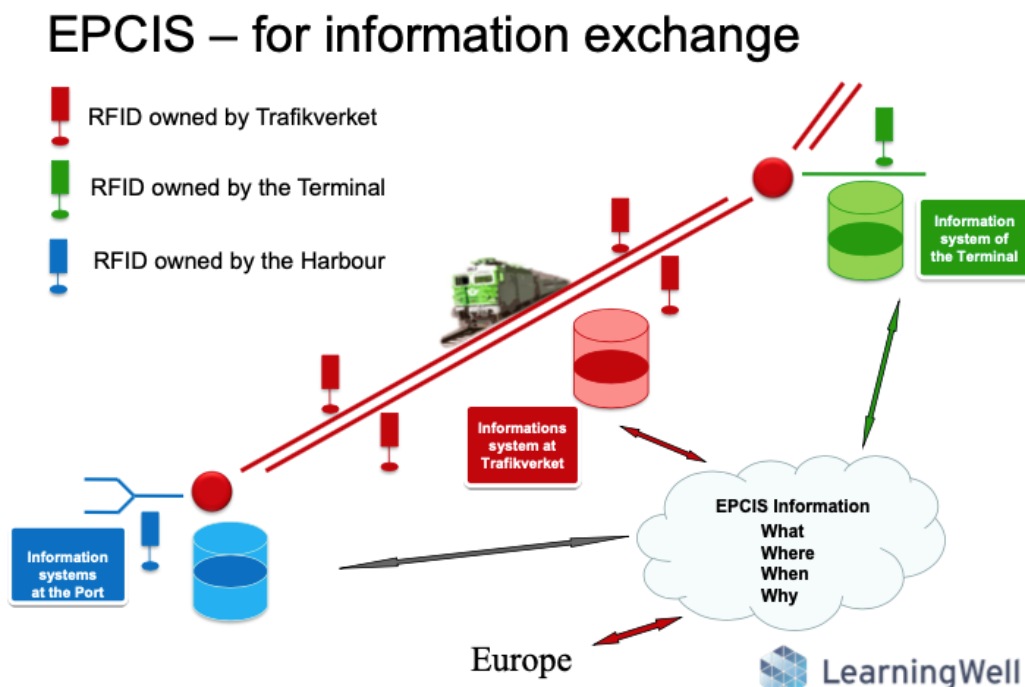 EPCIS – for information exchange
RFID owned by Trafikverket
RFID owned by the Terminal
RFID owned by the Harbour
Information
system of
the Terminal
Informations
system at
Trafikverket
Information
systems
at the Port
EPCIS Information
What
Where
When
Why
Europe
LearningWell